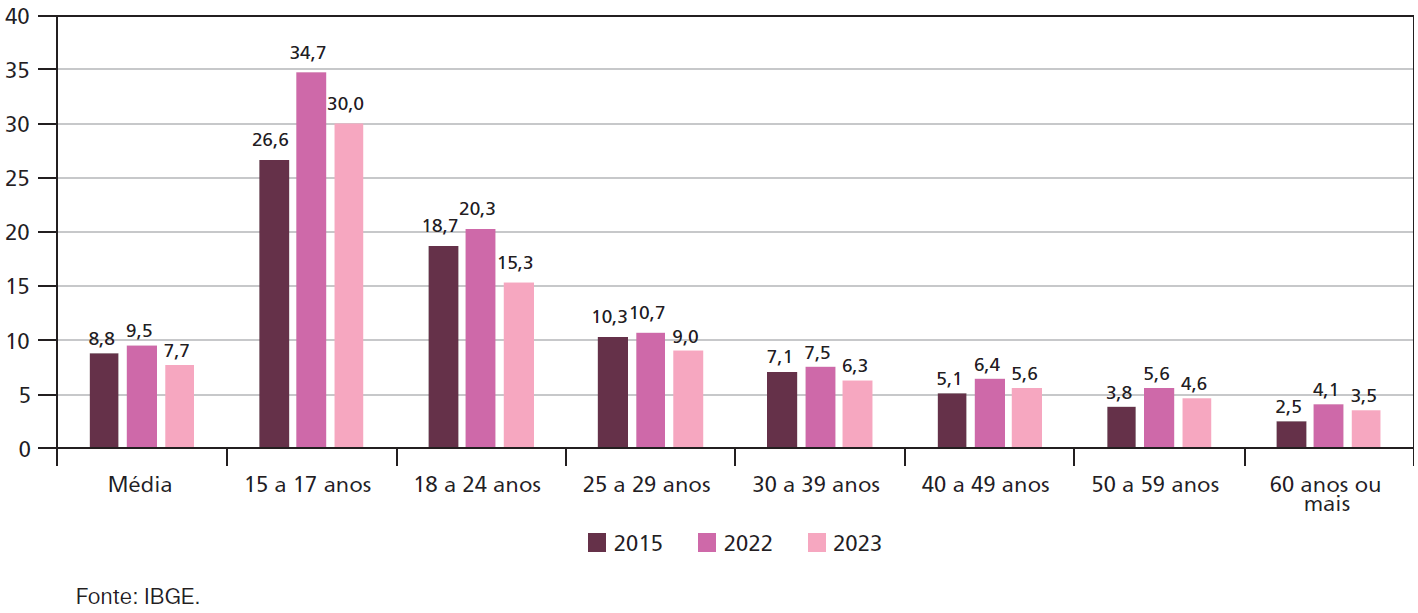 40
35
30
25
20
15
10
5
0
8,8 9,5 7,7
26,6 34,7 30,0
18,7 20,3 15,3
10,3 10,7 9,0
7,1 7,5 6,3
5,1 6,4 5,6
3,8 5,6 4,6
2,5 4,1 3,5
Média
15 a 17 anos
18 a 24 anos
25 a 29 anos
30 a 39 anos
40 a 49 anos
50 a 59 anos
60 anos ou
mais
2015 2022 2023
Fonte: IBGE.